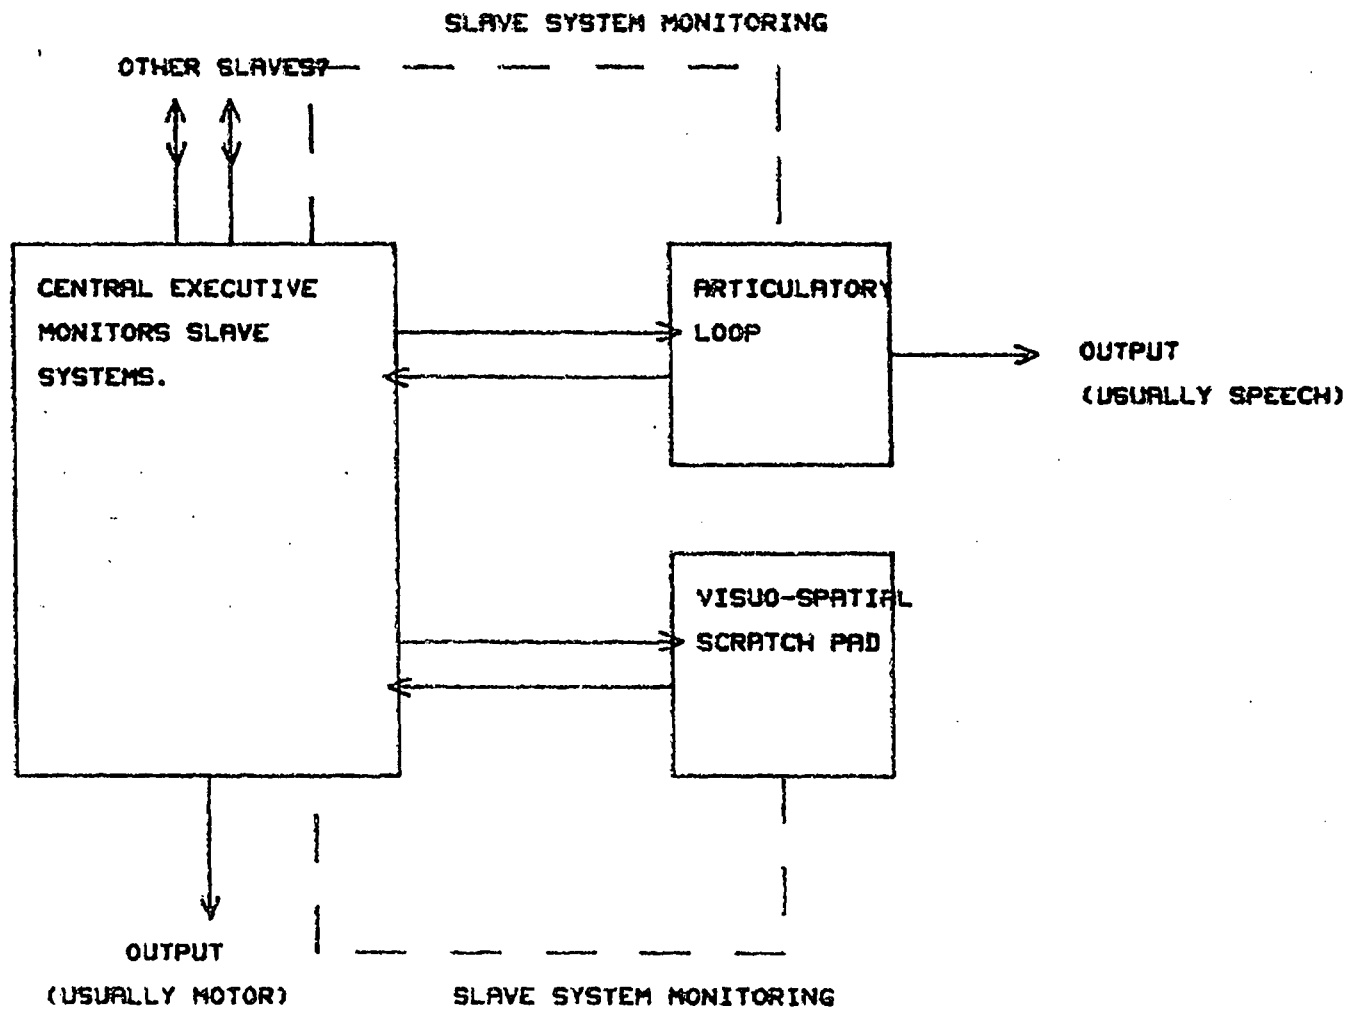 SLAVE SYSTEM MONITORING
OTHER SLAVES?
CENTRAL EXECUTIVE
MONITORS SLAVE
SYSTEMS.
ARTICULATORY
LOOP
OUTPUT
(USUALLY SPEECH)
VISUO-SPATIAL
SCRATCH PAD
OUTPUT
(USUALLY MOTOR)
SLAVE SYSTEM MONITORING